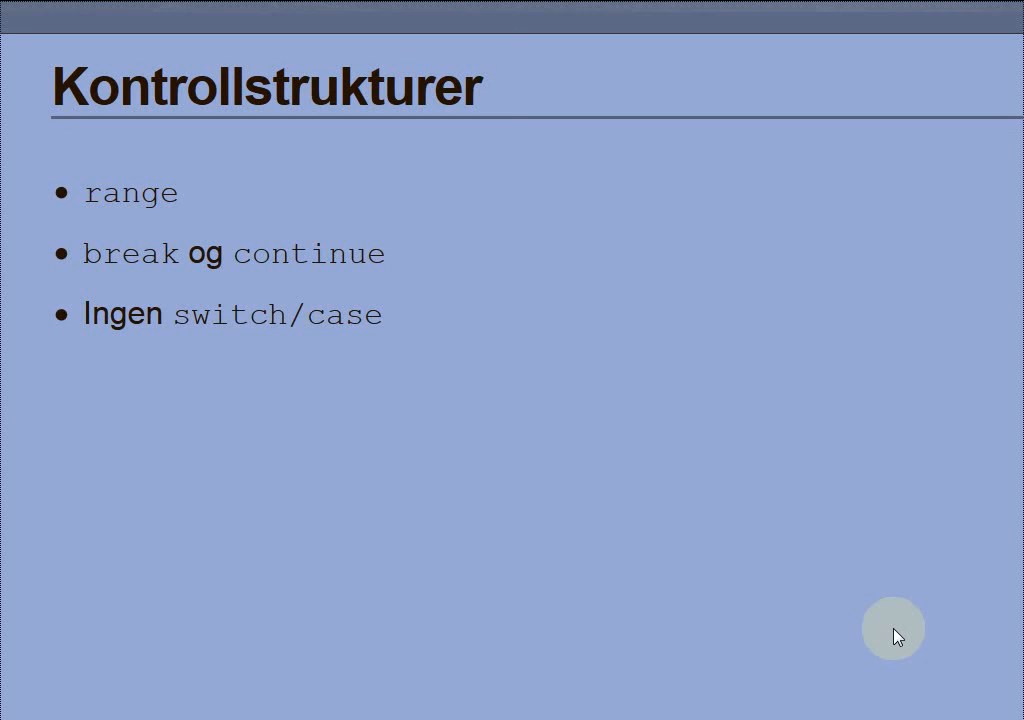 Kontrollstrukturer
• range
• break og continue
• Ingen switch/case